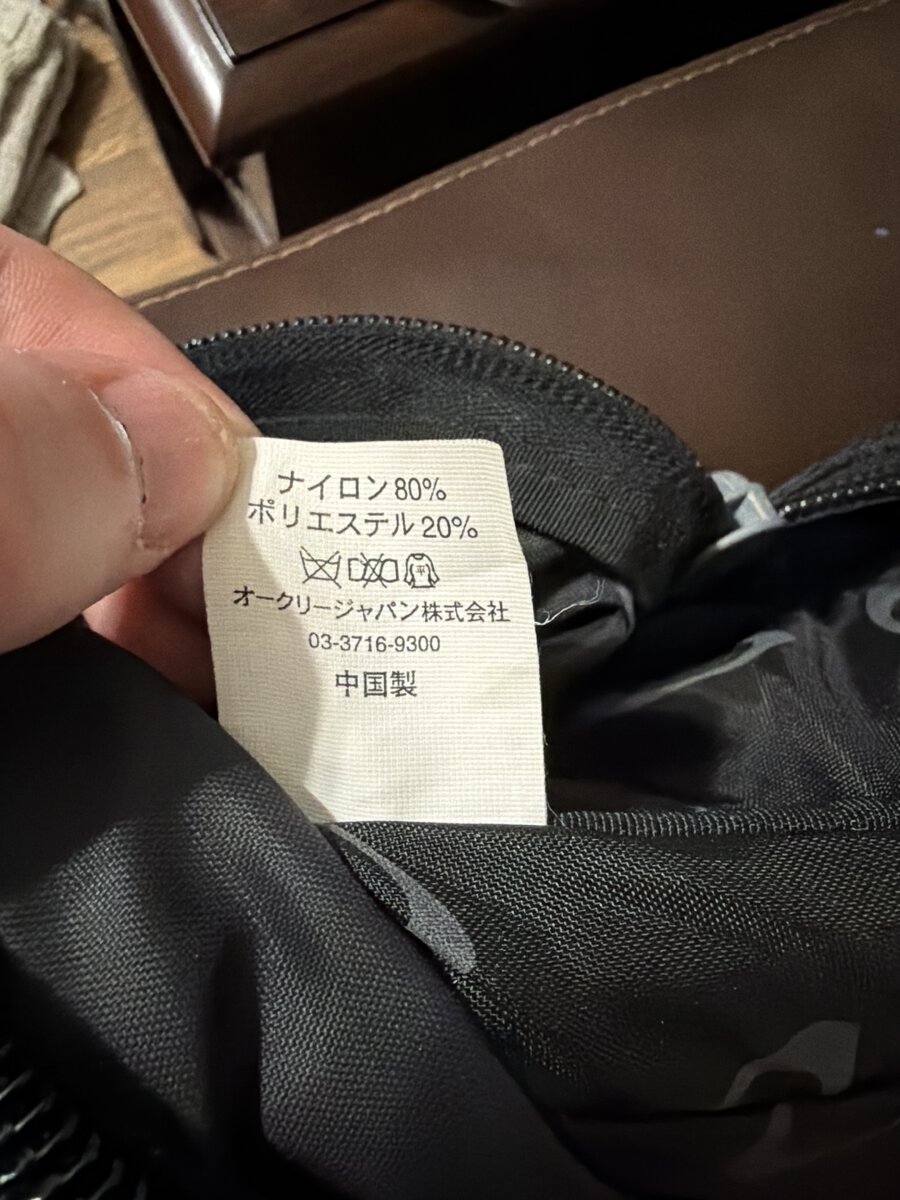 ナイロン80%
ポリエステル20%
平
オークリージャパン株式会社
03-3716-9300
中国製